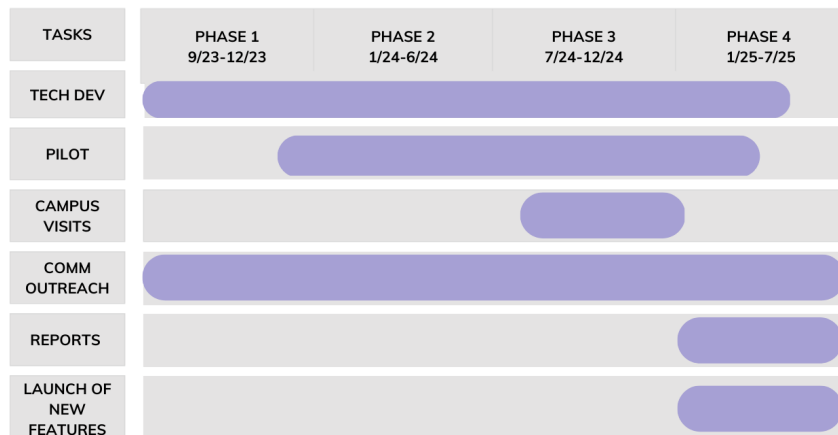 TASKS
PHASE 1
9/23-12/23
PHASE 2
1/24-6/24
PHASE 3
7/24-12/24
PHASE 4
1/25-7/25
TECH DEV
PILOT
CAMPUS
VISITS
COMM
OUTREACH
REPORTS
LAUNCH OF
NEW
FEATURES